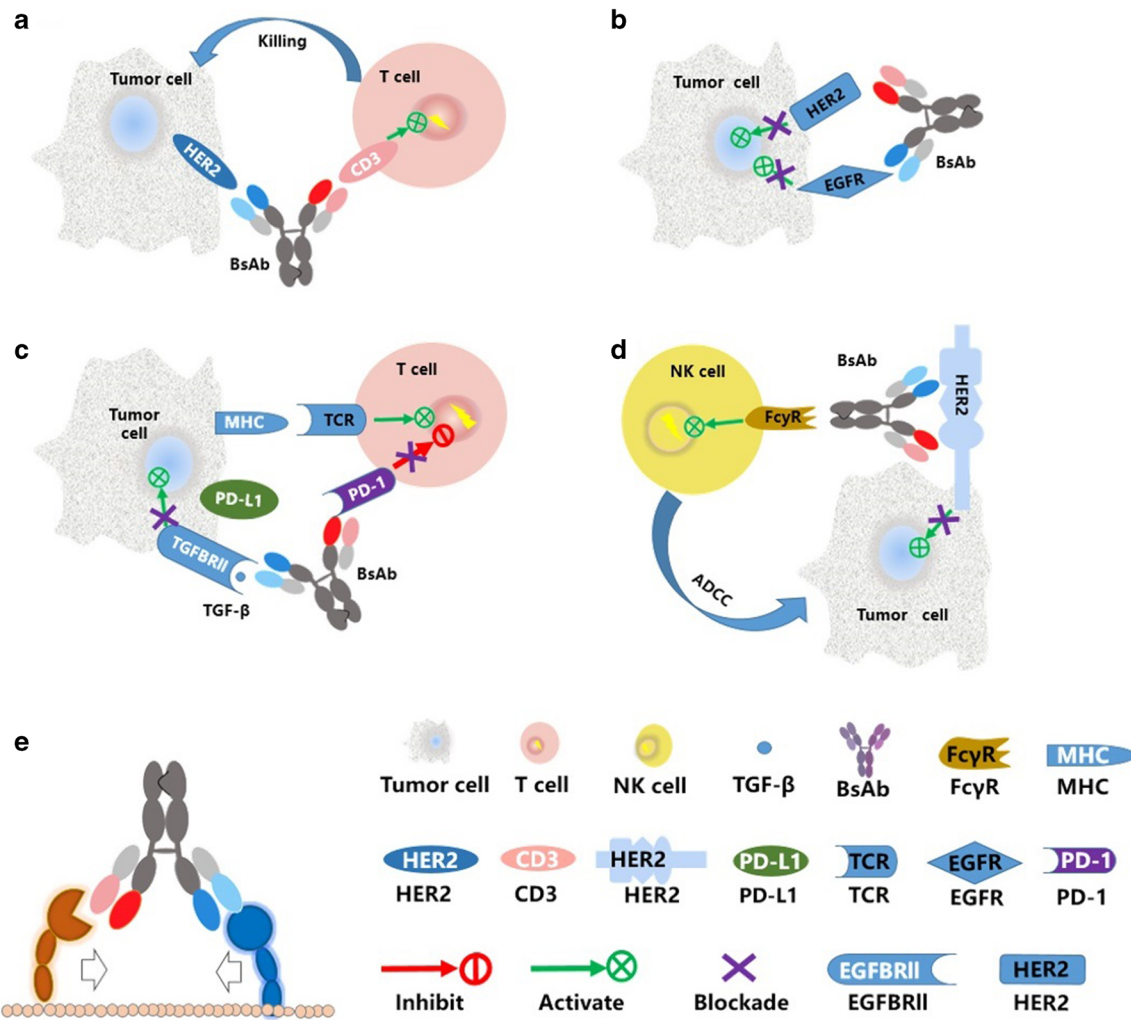 a
Killing
Tumor cell
T cell
HER2
CD3
BsAb
b
Tumor cell
HER2
EGFR
BsAb
c
T cell
Tumor
cell
MHC
TCR
PD-L1
PD-1
TGFBRII
BsAb
TGF-β
d
NK cell
BsAb
FcγR
HER2
ADCC
Tumor cell
e
Tumor cell
T cell
NK cell
TGF-β
BsAb
FcγR
FcγR
MHC
MHC
HER2
HER2
CD3
CD3
HER2
HER2
PD-L1
PD-L1
TCR
TCR
EGFR
EGFR
PD-1
PD-1
Inhibit
Activate
Blockade
EGFBRII
EGFBRII
HER2
HER2